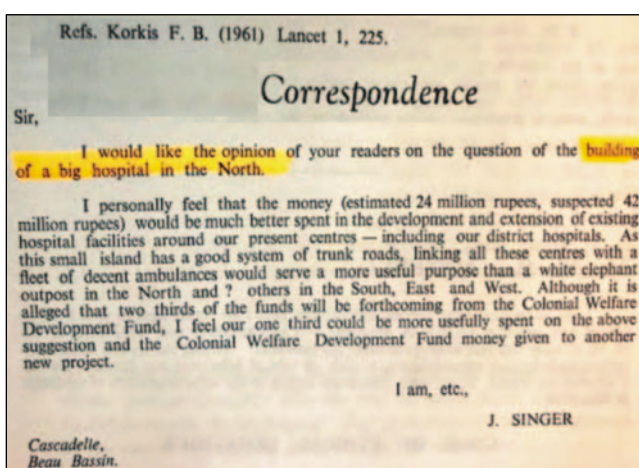 Refs. Korkis F. B. (1961) Lancet 1, 225.
Correspondence
Sir,
I would like the opinion of your readers on the question of the building
of a big hospital in the North.
I personally feel that the money (estimated 24 million rupees, suspected 42
million rupees) would be much better spent in the development and extension of existing
hospital facilities around our present centres — including our district hospitals. As
this small island has a good system of trunk roads, linking all these centres with a
fleet of decent ambulances would serve a more useful purpose than a white elephant
outpost in the North and ? others in the South, East and West. Although it is
alleged that two thirds of the funds will be forthcoming from the Colonial Welfare
Development Fund, I feel our one third could be more usefully spent on the above
suggestion and the Colonial Welfare Development Fund money given to another
new project.
I am, etc.,
J. SINGER
Cascadelle,
Beau Bassin.